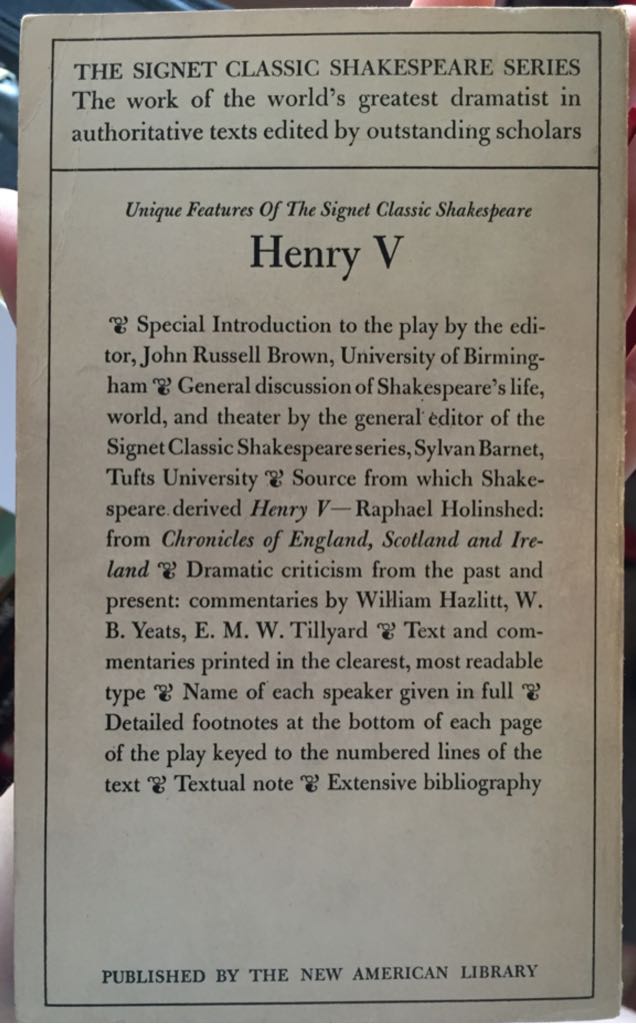 THE SIGNET CLASSIC SHAKESPEARE SERIES
The work of the world's greatest dramatist in
authoritative texts edited by outstanding scholars
Unique Features Of The Signet Classic Shakespeare
Henry V
❦ Special Introduction to the play by the edi-
tor, John Russell Brown, University of Birming-
ham ❦ General discussion of Shakespeare's life,
world, and theater by the general editor of the
Signet Classic Shakespeare series, Sylvan Barnet,
Tufts University ❦ Source from which Shake-
speare derived Henry V—Raphael Holinshed:
from Chronicles of England, Scotland and Ire-
land ❦ Dramatic criticism from the past and
present: commentaries by William Hazlitt, W.
B. Yeats, E. M. W. Tillyard ❦ Text and com-
mentaries printed in the clearest, most readable
type ❦ Name of each speaker given in full ❦
Detailed footnotes at the bottom of each page
of the play keyed to the numbered lines of the
text ❦ Textual note ❦ Extensive bibliography
PUBLISHED BY THE NEW AMERICAN LIBRARY